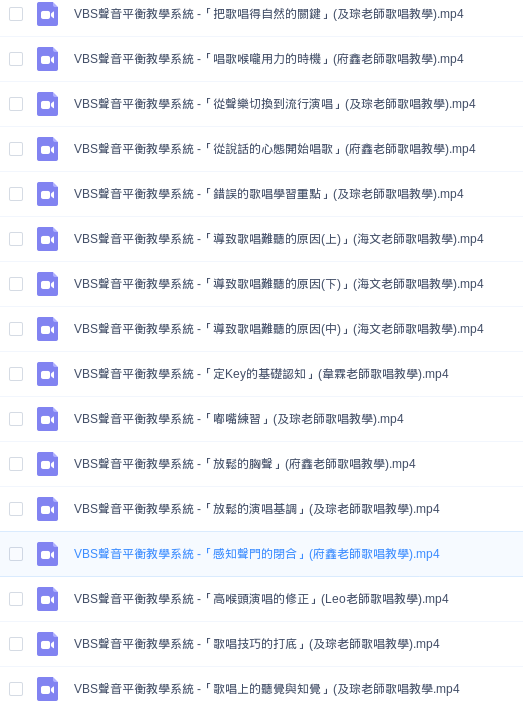 VBS聲音平衡教學系統 -「把歌唱得自然的關鍵」(及琮老師歌唱教學).mp4
VBS聲音平衡教學系統 -「唱歌喉嚨用力的時機」(府鑫老師歌唱教學).mp4
VBS聲音平衡教學系統 -「從聲樂切換到流行演唱」(及琮老師歌唱教學).mp4
VBS聲音平衡教學系統 -「從說話的心態開始唱歌」(府鑫老師歌唱教學).mp4
VBS聲音平衡教學系統 -「錯誤的歌唱學習重點」(及琮老師歌唱教學).mp4
VBS聲音平衡教學系統 -「導致歌唱難聽的原因(上)」(海文老師歌唱教學).mp4
VBS聲音平衡教學系統 -「導致歌唱難聽的原因(下)」(海文老師歌唱教學).mp4
VBS聲音平衡教學系統 -「導致歌唱難聽的原因(中)」(海文老師歌唱教學).mp4
VBS聲音平衡教學系統 -「定Key的基礎認知」(韋霖老師歌唱教學).mp4
VBS聲音平衡教學系統 -「嘟嘴練習」(及琮老師歌唱教學).mp4
VBS聲音平衡教學系統 -「放鬆的胸聲」(府鑫老師歌唱教學).mp4
VBS聲音平衡教學系統 -「放鬆的演唱基調」(及琮老師歌唱教學).mp4
VBS聲音平衡教學系統 -「感知聲門的閉合」(府鑫老師歌唱教學).mp4
VBS聲音平衡教學系統 -「高喉頭演唱的修正」(Leo老師歌唱教學).mp4
VBS聲音平衡教學系統 -「歌唱技巧的打底」(及琮老師歌唱教學).mp4
VBS聲音平衡教學系統 -「歌唱上的聽覺與知覺」(及琮老師歌唱教學.mp4